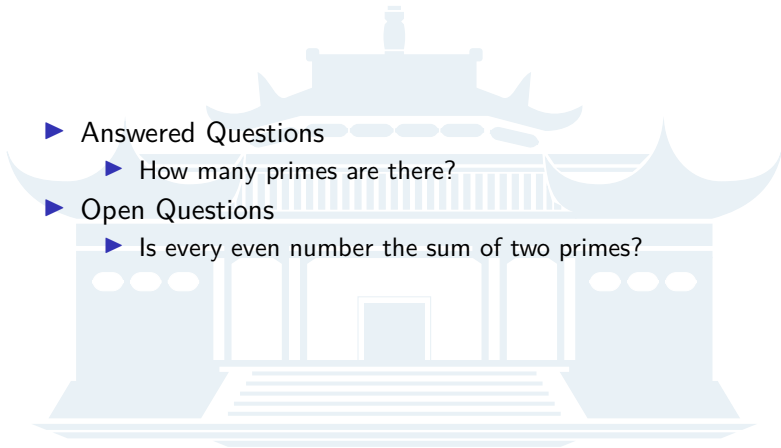 Answered Questions
How many primes are there?
Open Questions
Is every even number the sum of two primes?